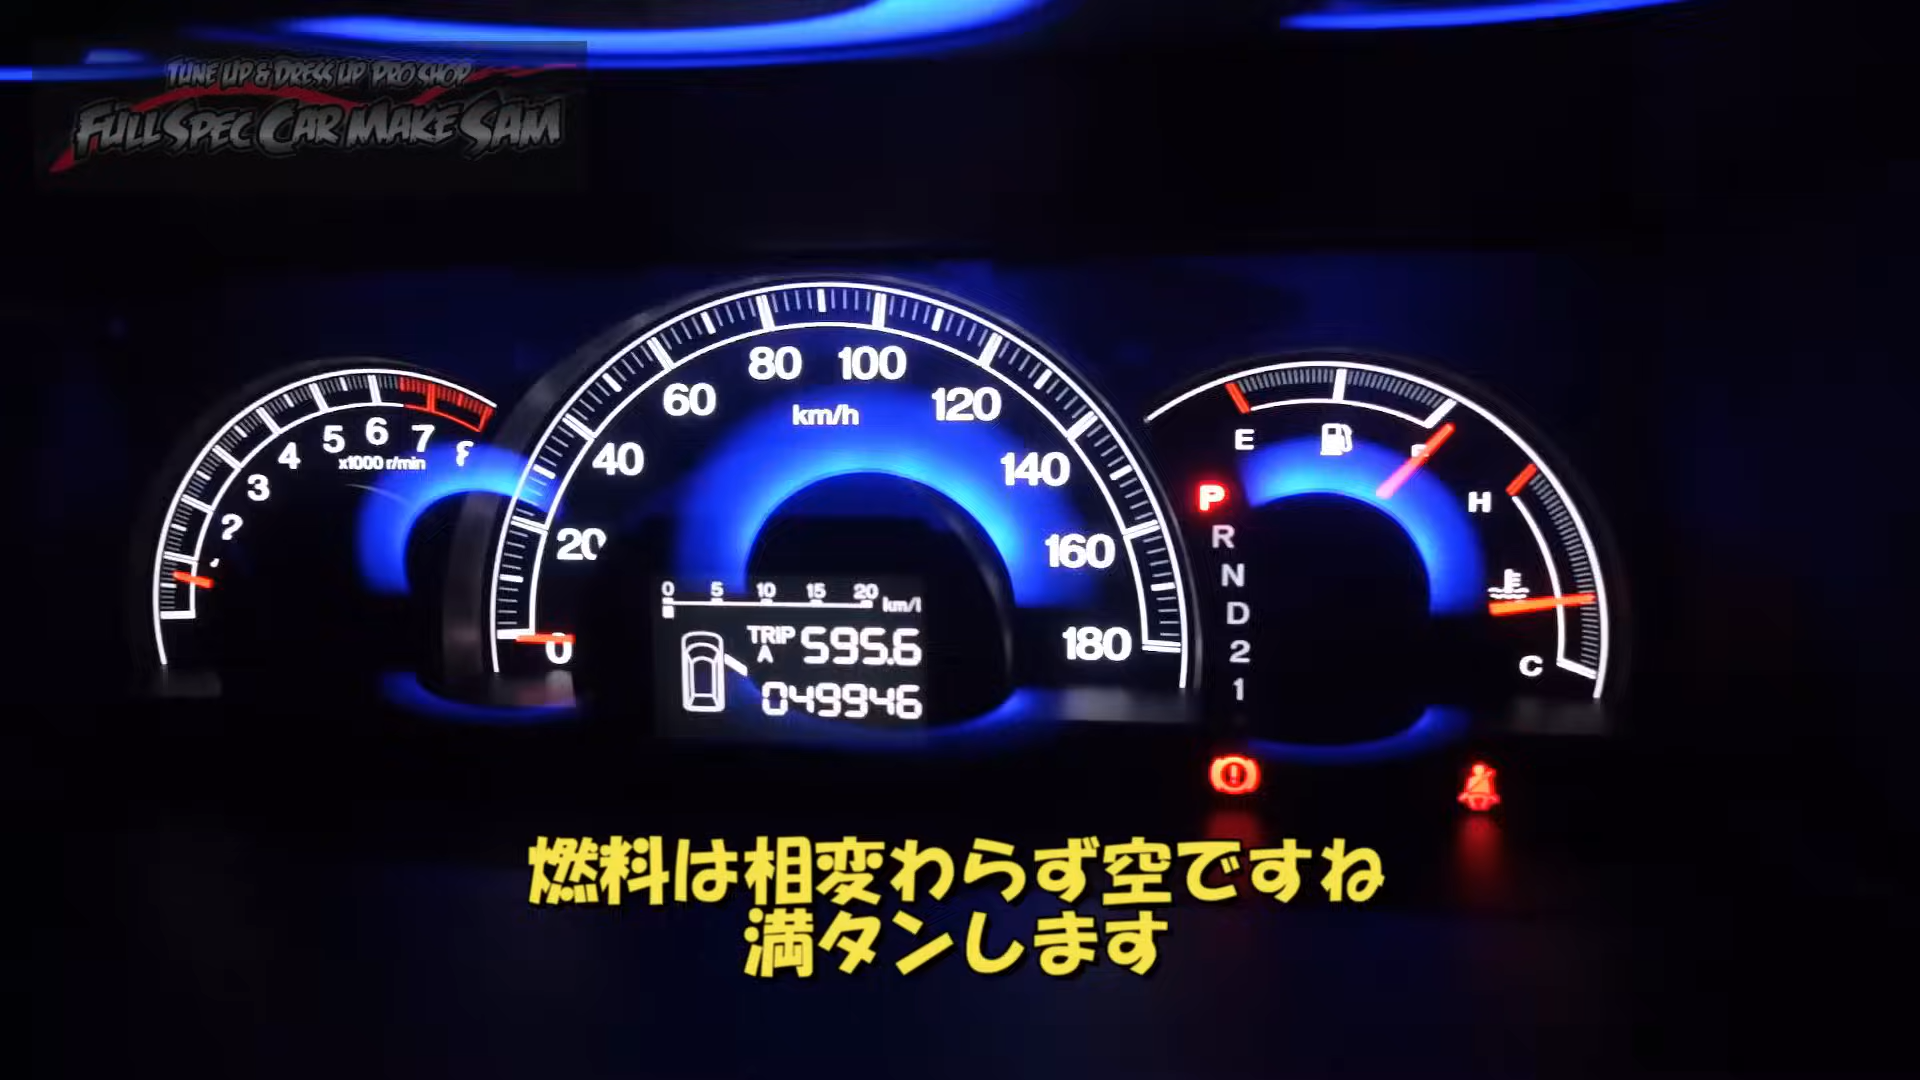 TUNE UP & DRESS UP PRO SHOP
FULL SPEC CAR MAKE SAM
80 100
60 120
km/h
40 140
20 160
0 180
1 2 3 4 5 6 7 8
x1000 r/min
E F
H
C
P
R
N
D
2
1
0 5 10 15 20 km/l
TRIP A 595.6
049946
燃料は相変わらず空ですね
満タンします